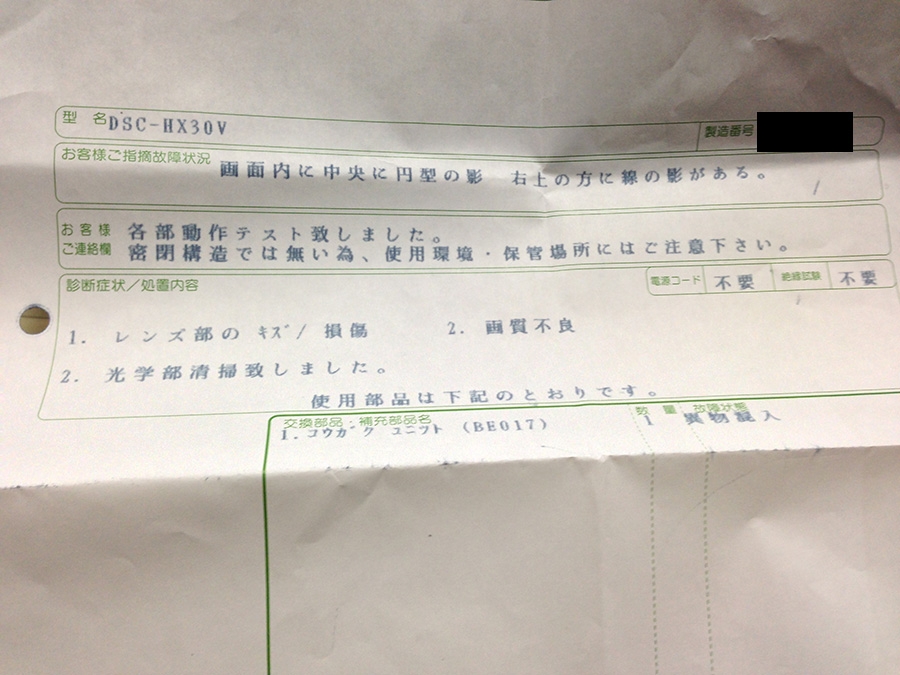 型 名 DSC-HX30V 製造番号
お客様ご指摘故障状況 画面内に中央に円型の影 右上の方に線の影がある。
お客様 各部動作テスト致しました。
ご連絡欄 密閉構造では無い為、使用環境・保管場所にはご注意下さい。
診断症状/処置内容 電源コード 不要 絶縁試験 不要
1. レンズ部の ｷｽﾞ/ 損傷 2. 画質不良
2. 光学部清掃致しました。
使用部品は下記のとおりです。
交換部品・補充部品名 数 量 故障状態
1. コウガク ユニット (BE017) 1 異物混入